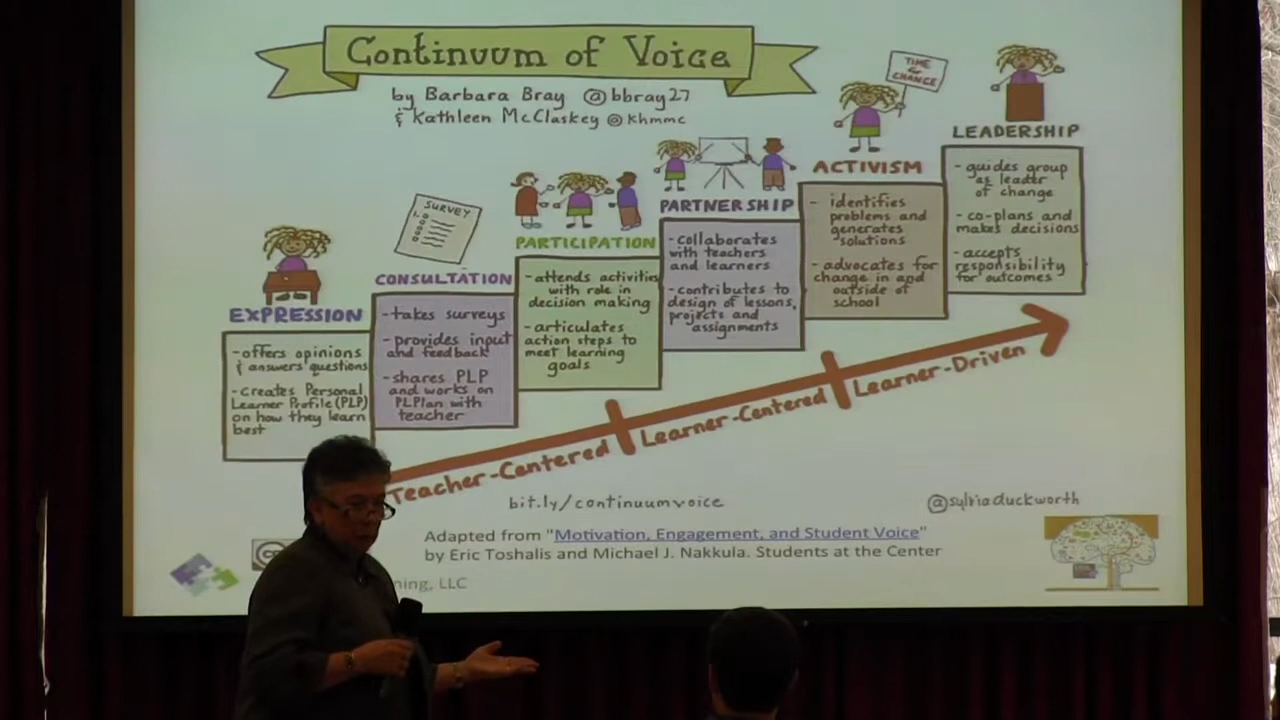 Continuum of Voice
by Barbara Bray @bbray27
& Kathleen McClaskey @khmmc
EXPRESSION
- offers opinions
& answers questions
- creates Personal
Learner Profile (PLP)
on how they learn
best
SURVEY
CONSULTATION
- takes surveys
- provides input
and feedback
- shares PLP
and works on
PLPlan with
teacher
PARTICIPATION
- attends activities
with role in
decision making
- articulates
action steps to
meet learning
goals
PARTNERSHIP
- collaborates
with teachers
and learners
- contributes to
design of lessons,
projects and
assignments
TIME for
CHANGE
ACTIVISM
- identifies
problems and
generates
solutions
- advocates for
change in and
outside of
school
LEADERSHIP
- guides group
as leader
of change
- co-plans and
makes decisions
- accepts
responsibility
for outcomes
Teacher-Centered
Learner-Centered
Learner-Driven
bit.ly/continuumvoice
@sylviaduckworth
Adapted from "Motivation, Engagement, and Student Voice"
by Eric Toshalis and Michael J. Nakkula. Students at the Center
LLC